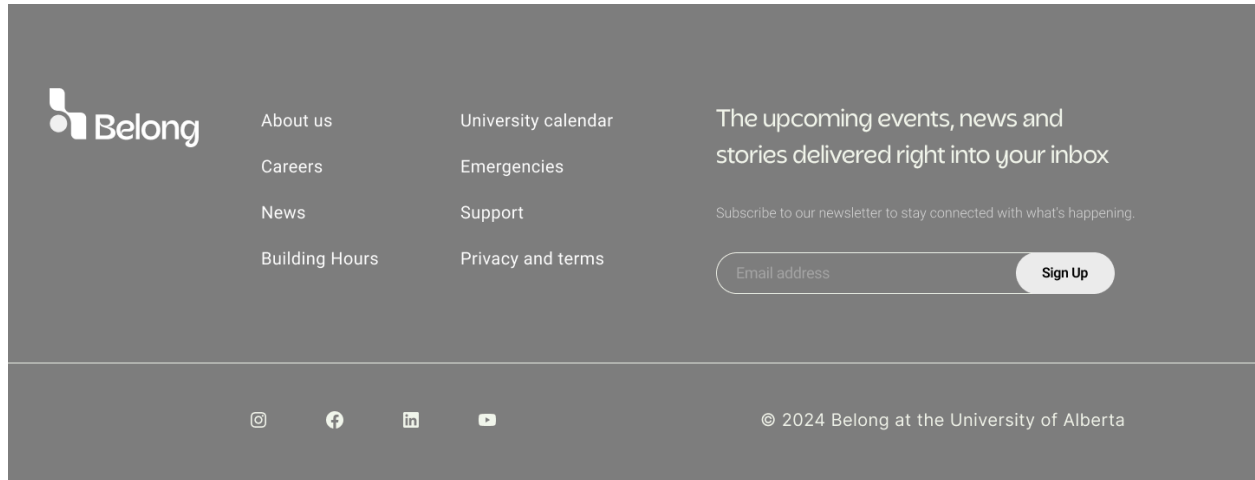 Belong
About us
Careers
News
Building Hours
University calendar
Emergencies
Support
Privacy and terms
The upcoming events, news and
stories delivered right into your inbox
Subscribe to our newsletter to stay connected with what's happening.
Email address
Sign Up
© 2024 Belong at the University of Alberta